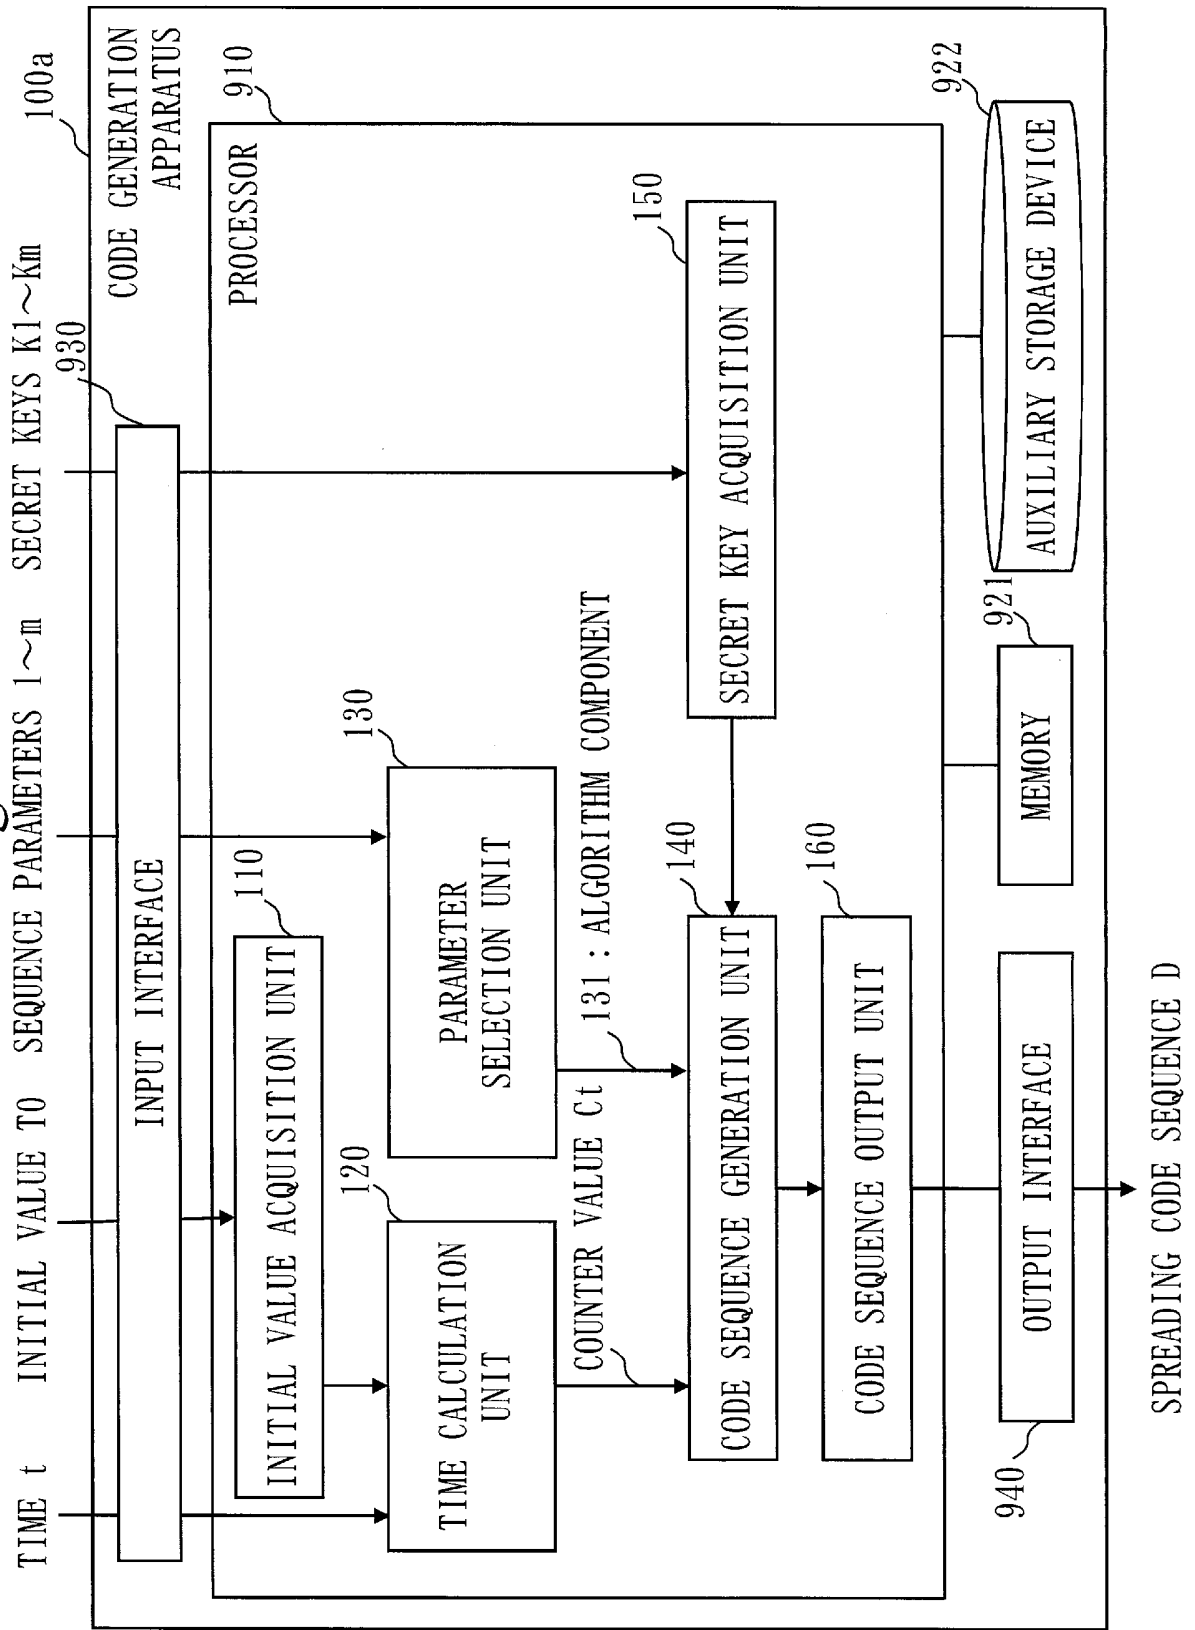 TIME t
INITIAL VALUE TO
SEQUENCE PARAMETERS 1~m
SECRET KEYS K1~Km
100a
930
INPUT INTERFACE
CODE GENERATION
APPARATUS
910
PROCESSOR
110
INITIAL VALUE ACQUISITION UNIT
120
TIME CALCULATION
UNIT
130
PARAMETER
SELECTION UNIT
COUNTER VALUE Ct
131 : ALGORITHM COMPONENT
150
SECRET KEY ACQUISITION UNIT
140
CODE SEQUENCE GENERATION UNIT
160
CODE SEQUENCE OUTPUT UNIT
940
OUTPUT INTERFACE
921
MEMORY
922
AUXILIARY STORAGE DEVICE
SPREADING CODE SEQUENCE D